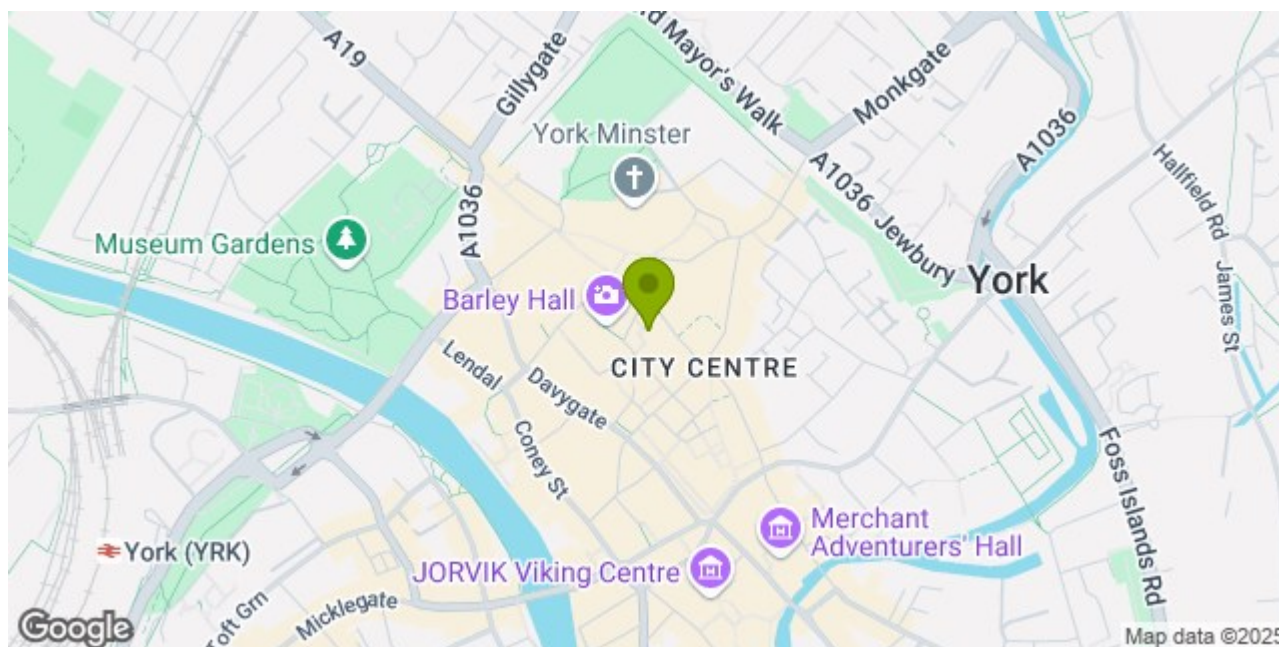 A19
Gillygate
nd Mayor's Walk
Monkgate
A1036
Hallfield Rd
York Minster
A1036
A1036
Jewbury
Museum Gardens
York
James St
Barley Hall
Lendal
CITY CENTRE
Davygate
Coney St
Foss Islands Rd
Merchant
Adventurers' Hall
York (YRK)
JORVIK Viking Centre
Micklegate
Toft Grn
Google
Map data ©2025